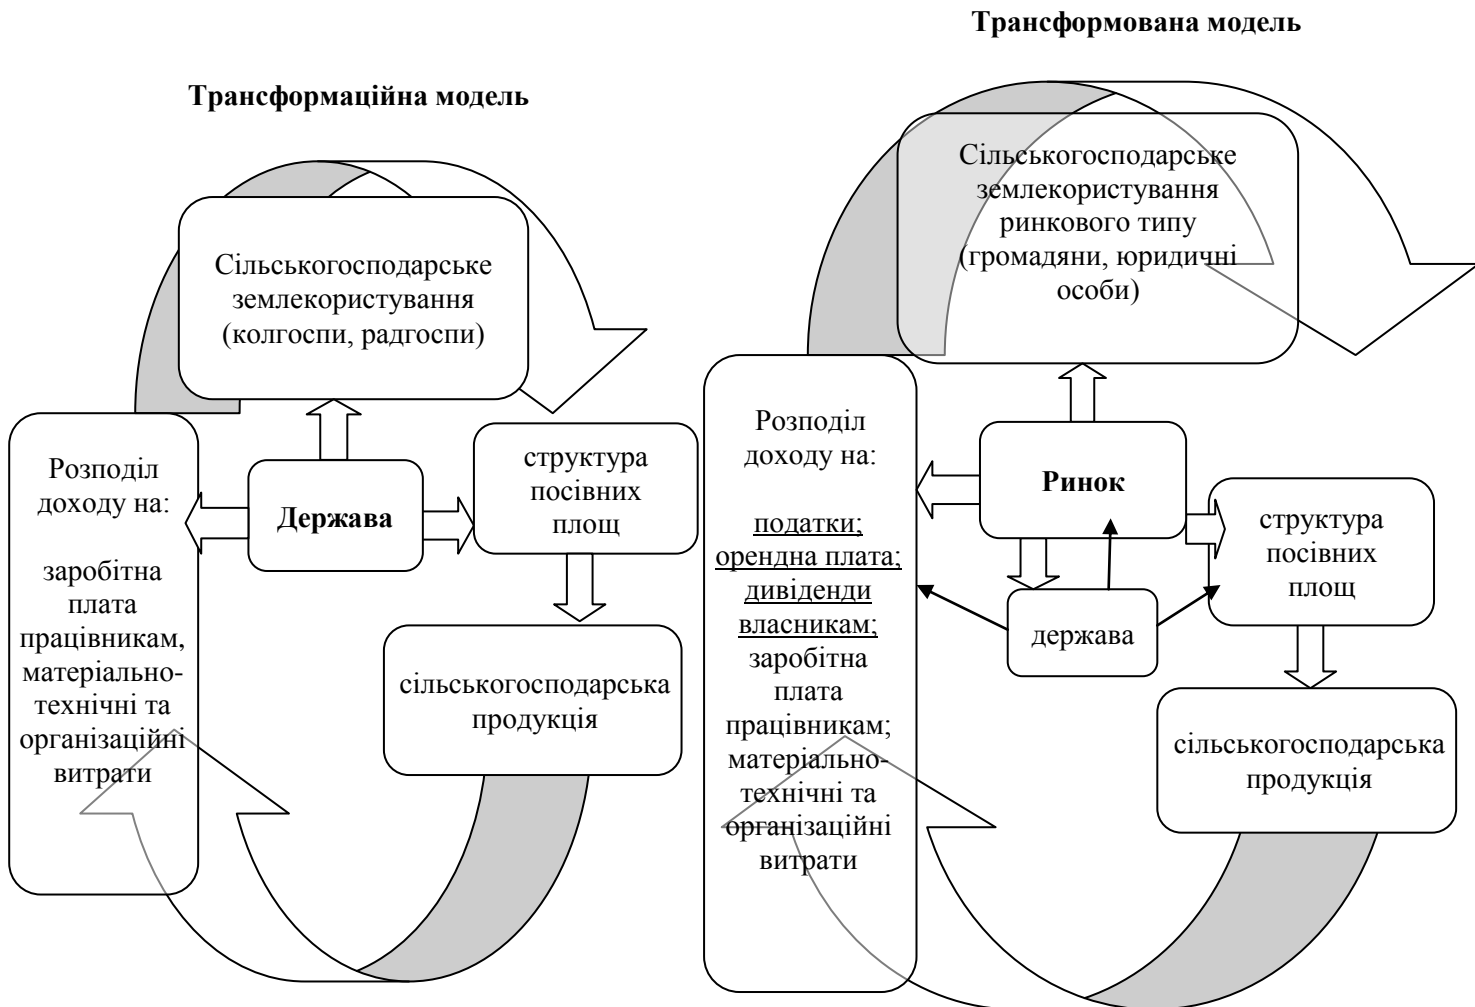 Трансформаційна модель
Сільськогосподарське
землекористування
(колгоспи, радгоспи)
Розподіл
доходу на:
заробітна
плата
працівникам,
матеріально-
технічні та
організаційні
витрати
Держава
структура
посівних
площ
сільськогосподарська
продукція
Трансформована модель
Сільськогосподарське
землекористування
ринкового типу
(громадяни, юридичні
особи)
Розподіл
доходу на:
податки;
орендна плата;
дивіденди
власникам;
заробітна
плата
працівникам;
матеріально-
технічні та
організаційні
витрати
Ринок
держава
структура
посівних
площ
сільськогосподарська
продукція